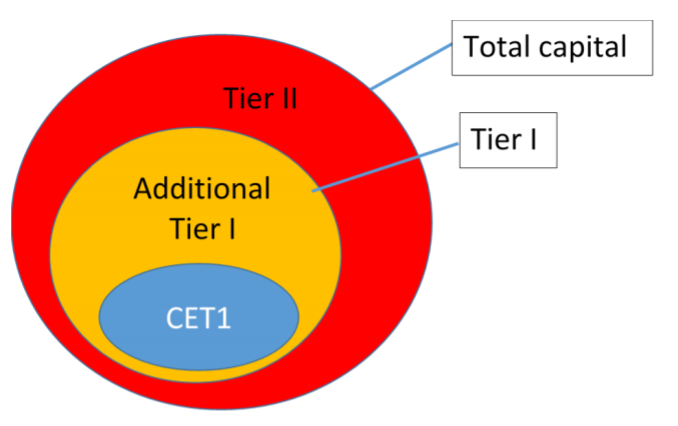 Total capital
Tier II
Tier I
Additional
Tier I
CET1